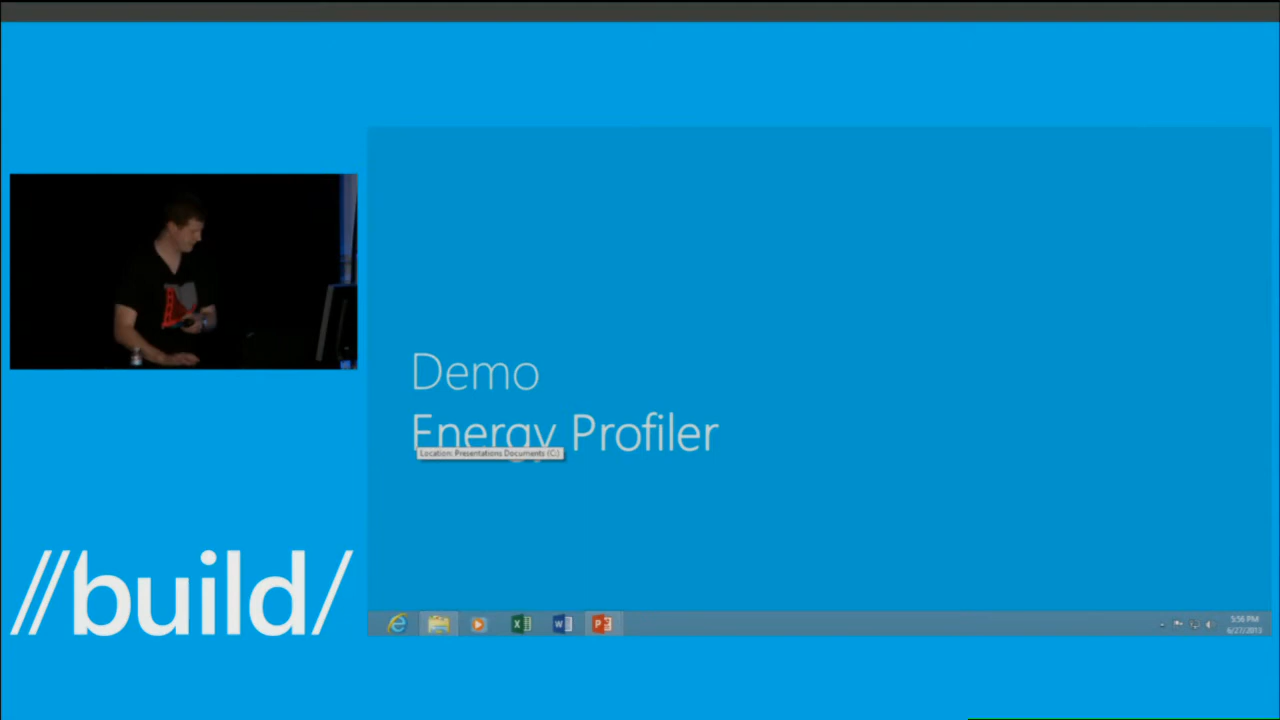 Demo
Energy Profiler
Location: Presentations Documents (C:)
//build/
5:56 PM
6/27/2013